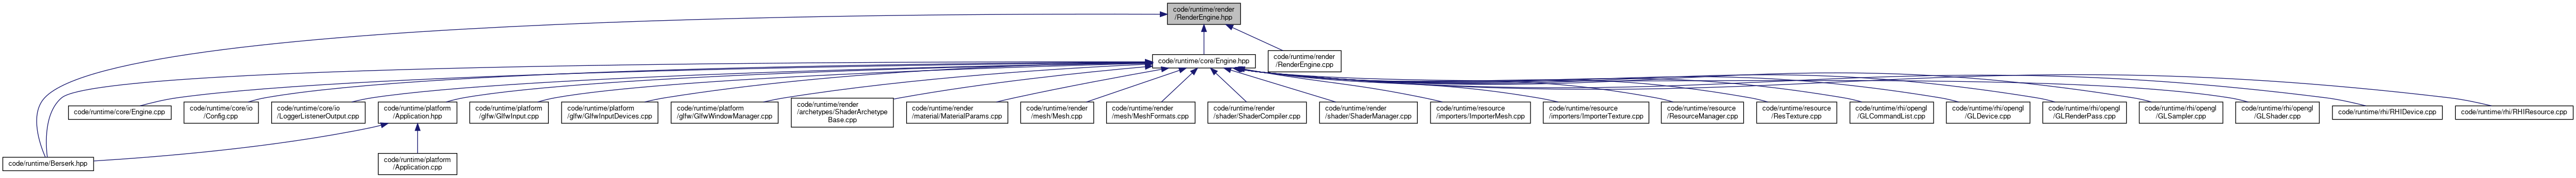 code/runtime/render
/RenderEngine.hpp
code/runtime/core/Engine.hpp
code/runtime/render
/RenderEngine.cpp
code/runtime/core/Engine.cpp
code/runtime/core/io
/Config.cpp
code/runtime/core/io
/LoggerListenerOutput.cpp
code/runtime/platform
/Application.hpp
code/runtime/platform
/glfw/GlfwInput.cpp
code/runtime/platform
/glfw/GlfwInputDevices.cpp
code/runtime/platform
/glfw/GlfwWindowManager.cpp
code/runtime/render
/archetypes/ShaderArchetype
Base.cpp
code/runtime/render
/material/MaterialParams.cpp
code/runtime/render
/mesh/Mesh.cpp
code/runtime/render
/mesh/MeshFormats.cpp
code/runtime/render
/shader/ShaderCompiler.cpp
code/runtime/render
/shader/ShaderManager.cpp
code/runtime/resource
/importers/ImporterMesh.cpp
code/runtime/resource
/importers/ImporterTexture.cpp
code/runtime/resource
/ResourceManager.cpp
code/runtime/resource
/ResTexture.cpp
code/runtime/rhi/opengl
/GLCommandList.cpp
code/runtime/rhi/opengl
/GLDevice.cpp
code/runtime/rhi/opengl
/GLRenderPass.cpp
code/runtime/rhi/opengl
/GLSampler.cpp
code/runtime/rhi/opengl
/GLShader.cpp
code/runtime/rhi/RHIDevice.cpp
code/runtime/rhi/RHIResource.cpp
code/runtime/Berserk.hpp
code/runtime/platform
/Application.cpp